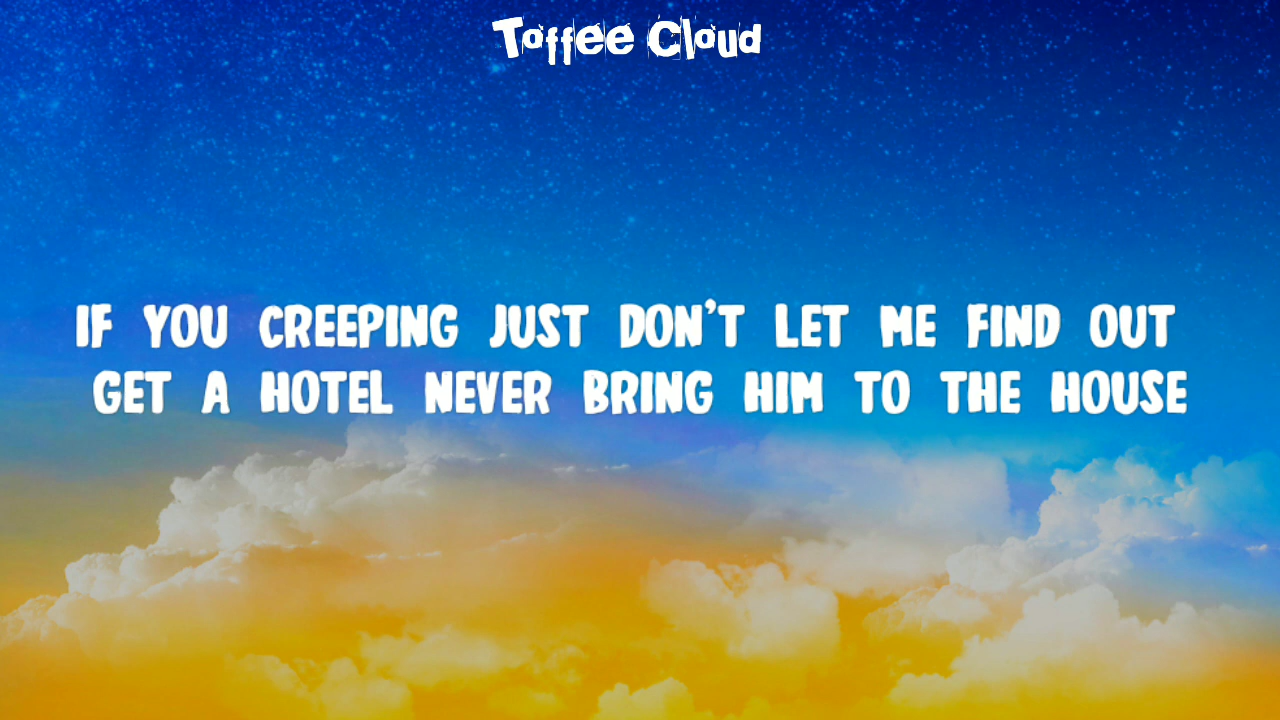 Toffee Cloud
IF YOU CREEPING JUST DON'T LET ME FIND OUT
GET A HOTEL NEVER BRING HIM TO THE HOUSE